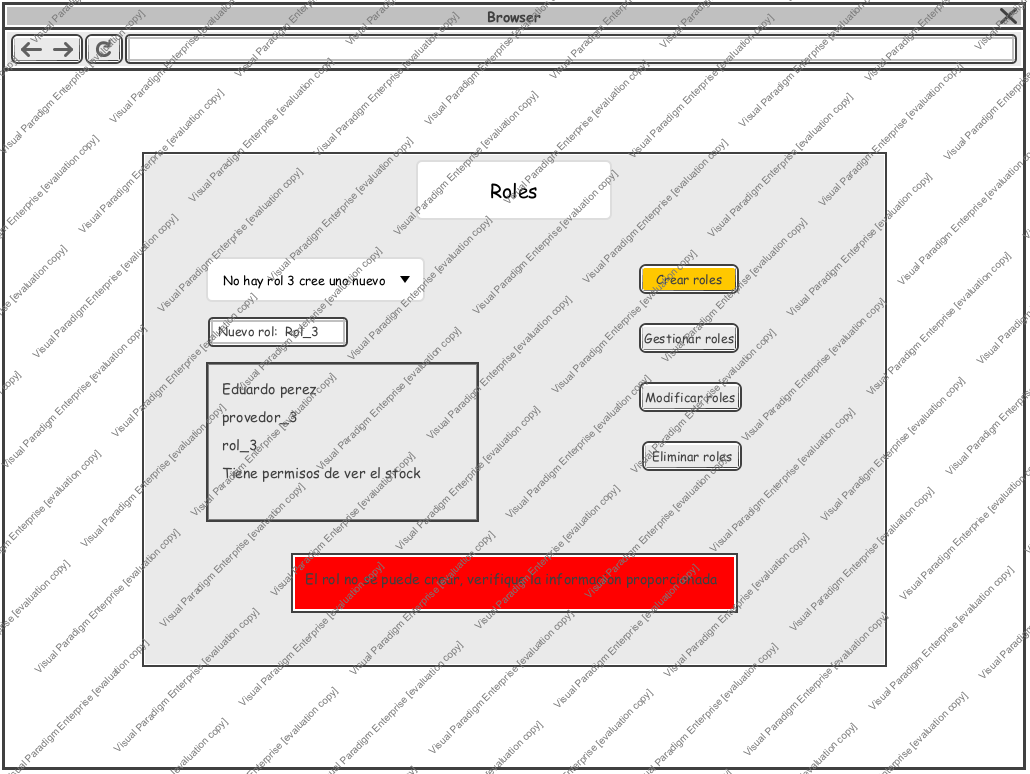 Browser
Roles
No hay rol 3 cree uno nuevo
Crear roles
Nuevo rol: Rol_3
Gestionar roles
Eduardo perez
provedor_3
rol_3
Tiene permisos de ver el stock
Modificar roles
Eliminar roles
El rol no se puede crear, verifique la informacion proporcionada
Visual Paradigm Enterprise [evaluation copy]